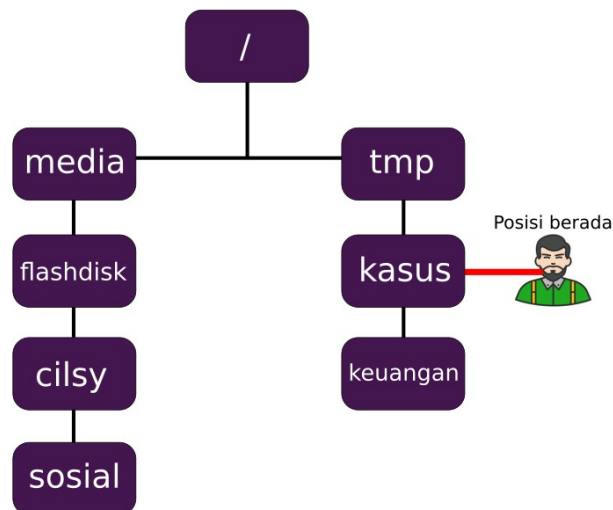 /
media
tmp
Posisi berada
flashdisk
kasus
cilsy
keuangan
sosial